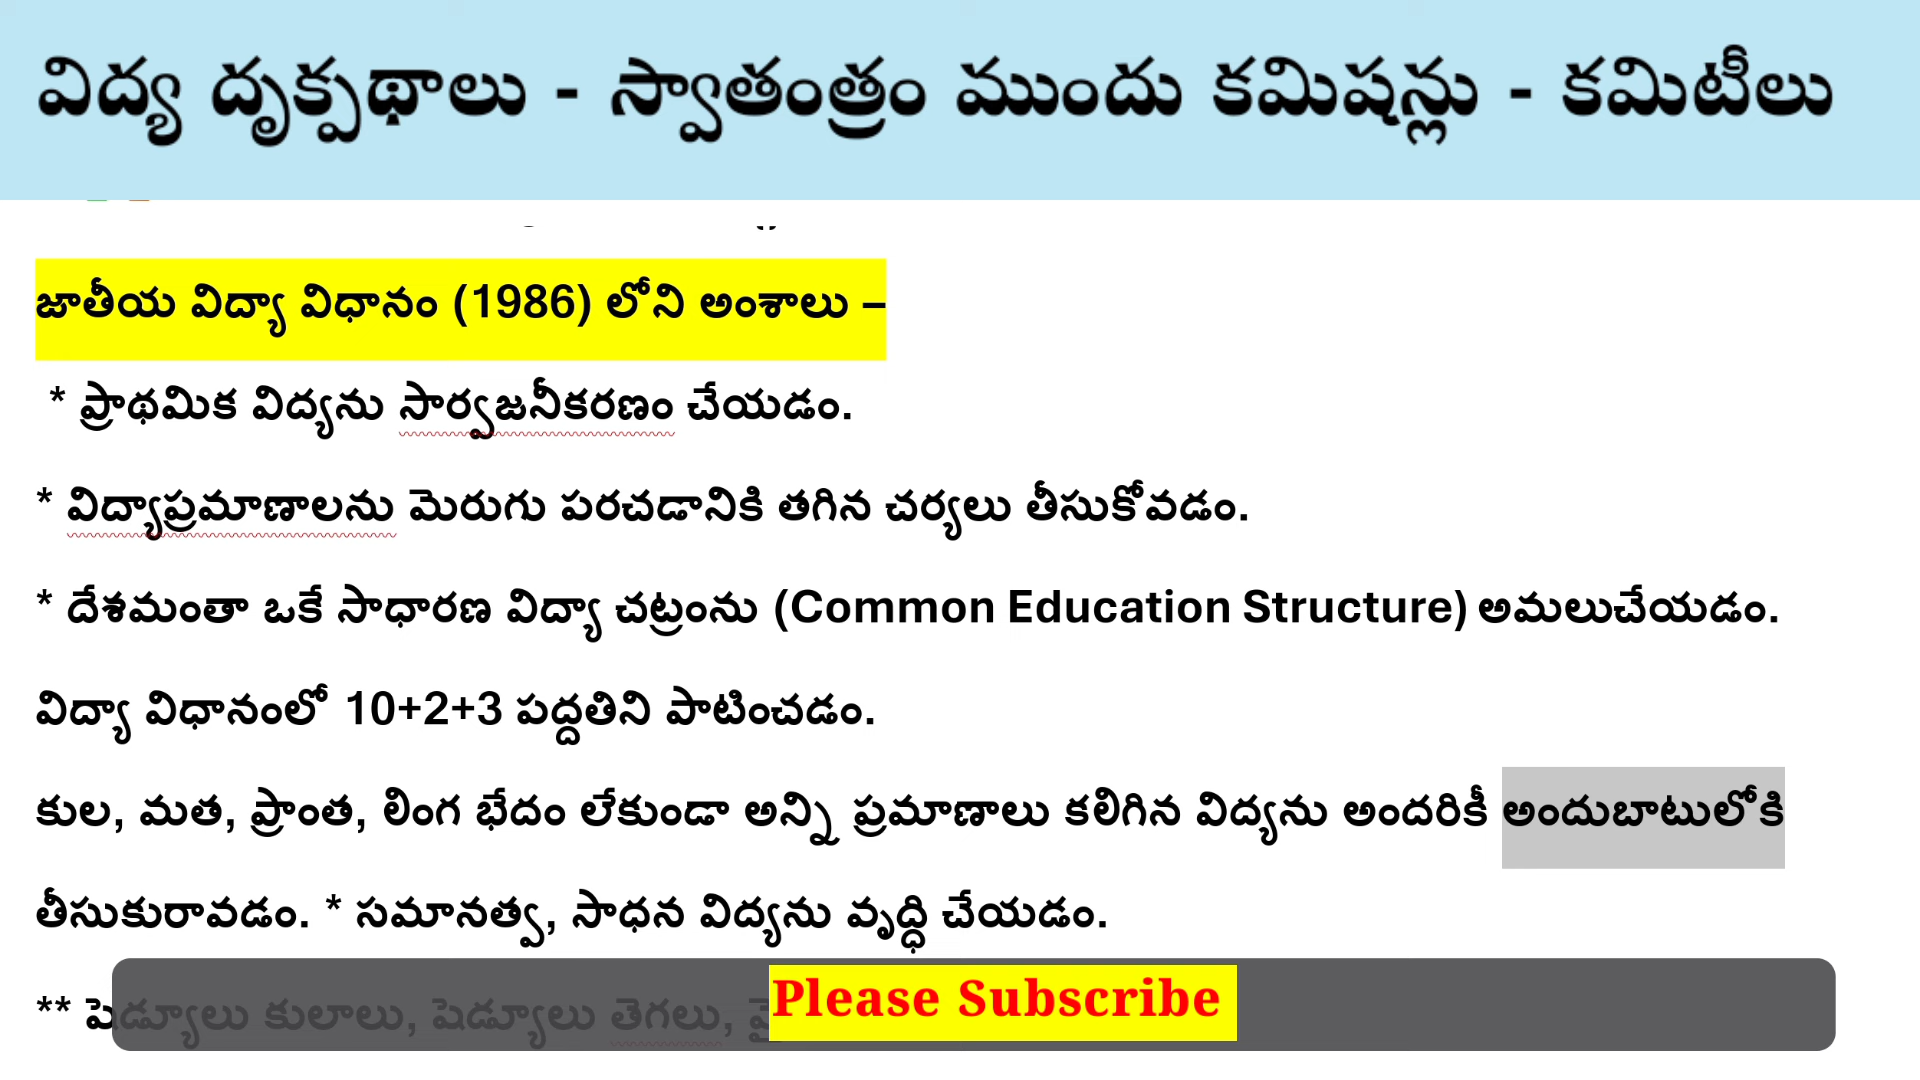 విద్య దృక్పథాలు - స్వాతంత్రం ముందు కమిషన్లు - కమిటీలు
జాతీయ విద్యా విధానం (1986) లోని అంశాలు –
* ప్రాథమిక విద్యను సార్వజనీకరణం చేయడం.
* విద్యాప్రమాణాలను మెరుగు పరచడానికి తగిన చర్యలు తీసుకోవడం.
* దేశమంతా ఒకే సాధారణ విద్యా చట్రంను (Common Education Structure) అమలుచేయడం.
విద్యా విధానంలో 10+2+3 పద్దతిని పాటించడం.
కుల, మత, ప్రాంత, లింగ భేదం లేకుండా అన్ని ప్రమాణాలు కలిగిన విద్యను అందరికీ అందుబాటులోకి
తీసుకురావడం. * సమానత్వ, సాధన విద్యను వృద్ధి చేయడం.
** షెడ్యూలు కులాలు, షెడ్యూలు తెగలు,
Please Subscribe